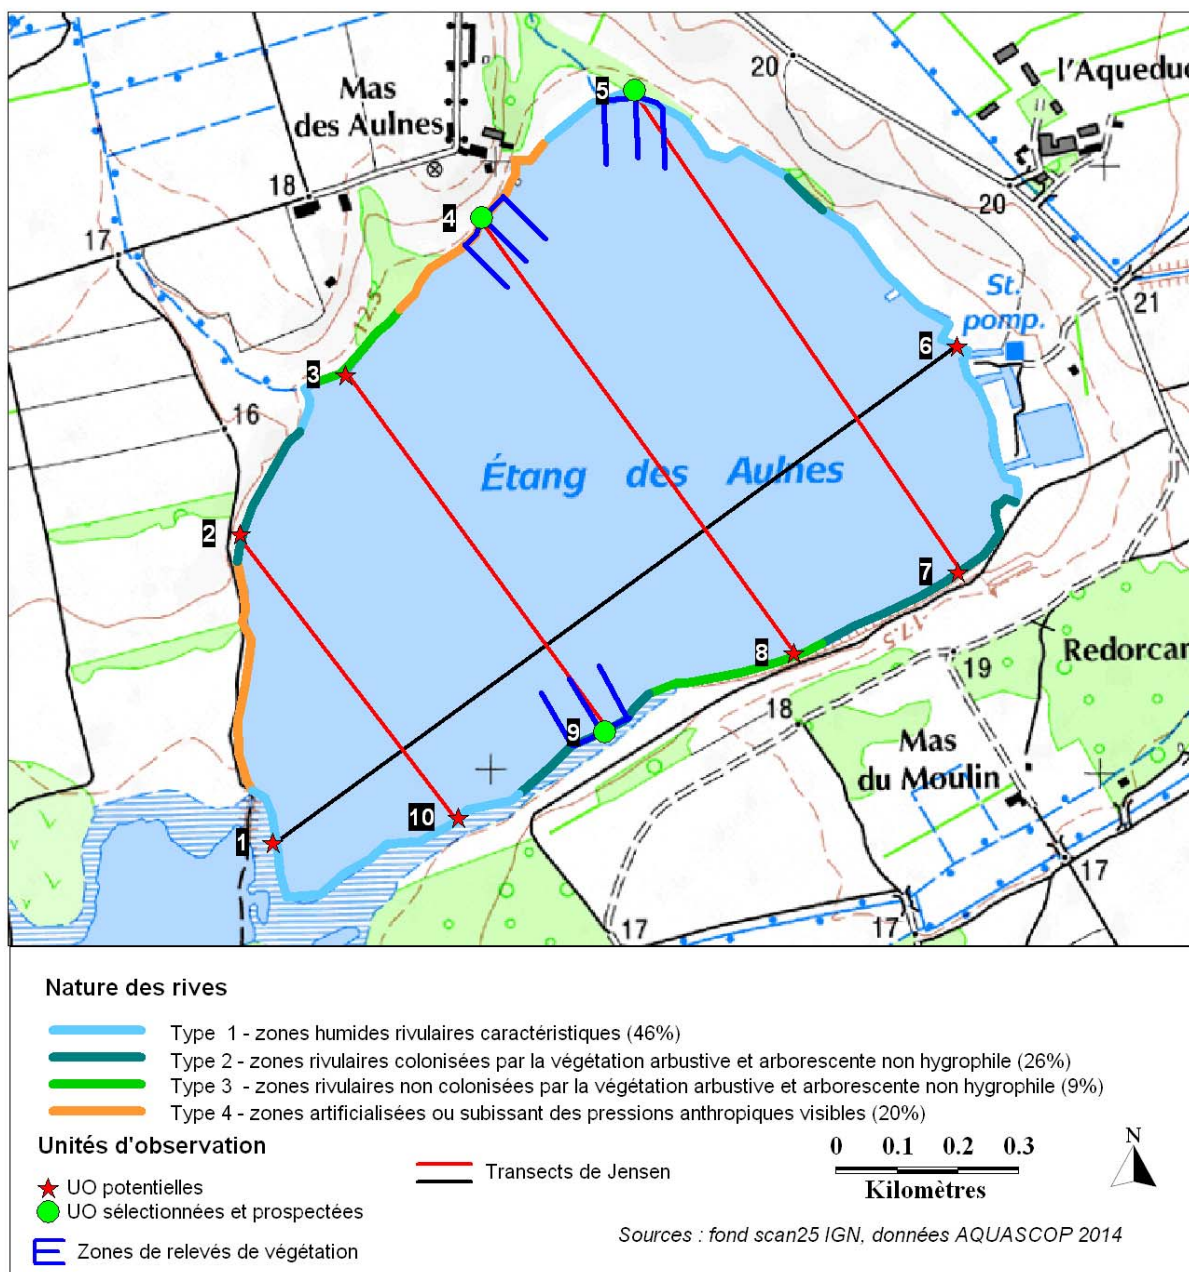 Mas
des Aulnes
5
20
l'Aqueduc
18
4
20
17
21
St.
pomp.
12.5
6
3
16
Étang des Aulnes
2
7
17.5
8
Redorcan
19
18
9
Mas
du Moulin
10
1
17
17
17
Nature des rives
Type 1 - zones humides rivulaires caractéristiques (46%)
Type 2 - zones rivulaires colonisées par la végétation arbustive et arborescente non hygrophile (26%)
Type 3 - zones rivulaires non colonisées par la végétation arbustive et arborescente non hygrophile (9%)
Type 4 - zones artificialisées ou subissant des pressions anthropiques visibles (20%)
Unités d'observation
UO potentielles
UO sélectionnées et prospectées
Zones de relevés de végétation
Transects de Jensen
0 0.1 0.2 0.3
Kilomètres
N
Sources : fond scan25 IGN, données AQUASCOP 2014